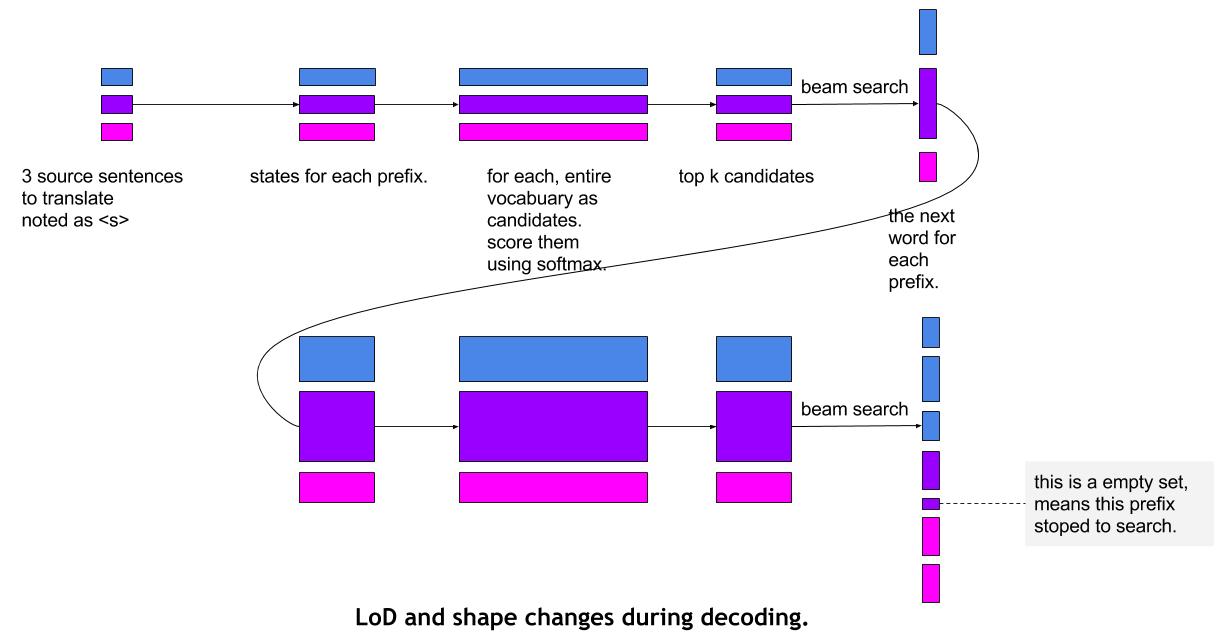 beam search
3 source sentences
to translate
noted as <s>
states for each prefix.
for each, entire
vocabuary as
candidates.
score them
using softmax.
top k candidates
the next
word for
each
prefix.
beam search
this is a empty set,
means this prefix
stoped to search.
LoD and shape changes during decoding.